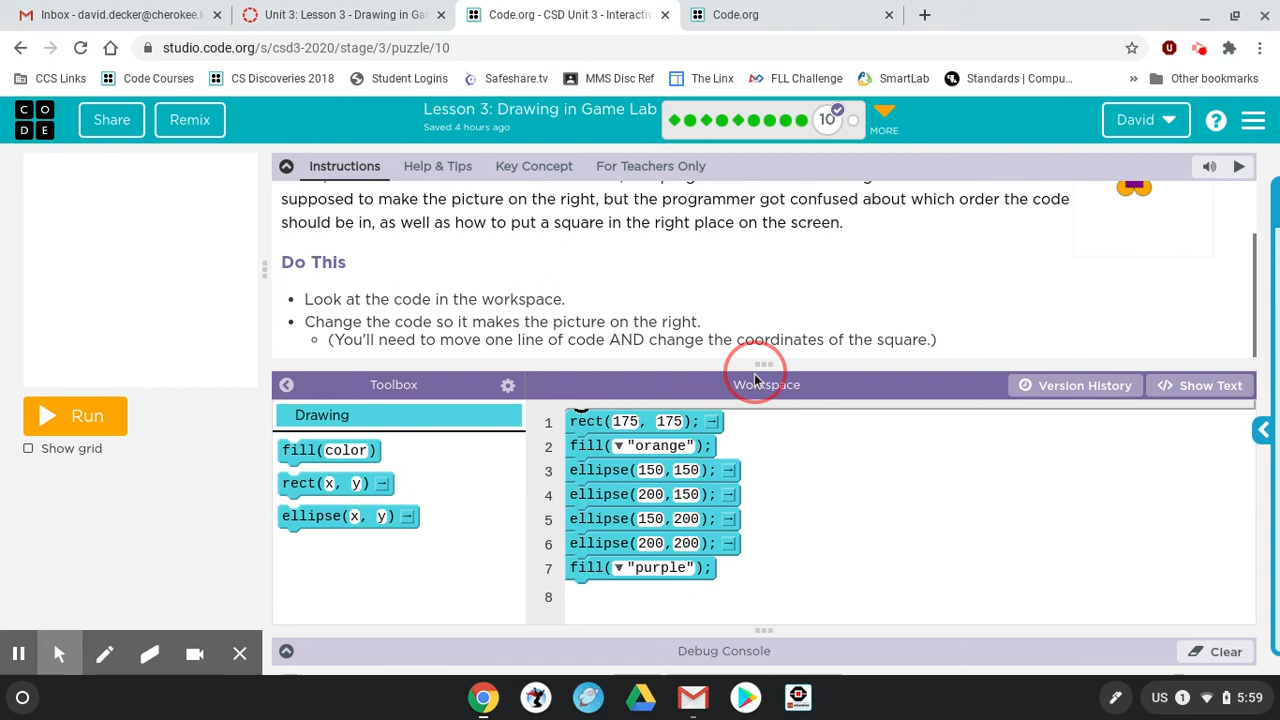 Inbox - david.decker@cherokee.k
Unit 3: Lesson 3 - Drawing in Ga
Code.org - CSD Unit 3 - Interacti
Code.org
studio.code.org/s/csd3-2020/stage/3/puzzle/10
CCS Links
Code Courses
CS Discoveries 2018
Student Logins
Safeshare.tv
MMS Disc Ref
The Linx
FLL Challenge
SmartLab
Standards | Compu...
»
Other bookmarks
C O
D E
Share
Remix
Lesson 3: Drawing in Game Lab
Saved 4 hours ago
10
MORE
David
?
Instructions
Help & Tips
Key Concept
For Teachers Only
supposed to make the picture on the right, but the programmer got confused about which order the code
should be in, as well as how to put a square in the right place on the screen.
Do This
• Look at the code in the workspace.
• Change the code so it makes the picture on the right.
◦ (You'll need to move one line of code AND change the coordinates of the square.)
Run
Show grid
Toolbox
Workspace
Version History
</> Show Text
Drawing
fill(color)
rect(x, y)
ellipse(x, y)
1 rect(175, 175);
2 fill("orange");
3 ellipse(150,150);
4 ellipse(200,150);
5 ellipse(150,200);
6 ellipse(200,200);
7 fill("purple");
8
Debug Console
Clear
US 1 5:59